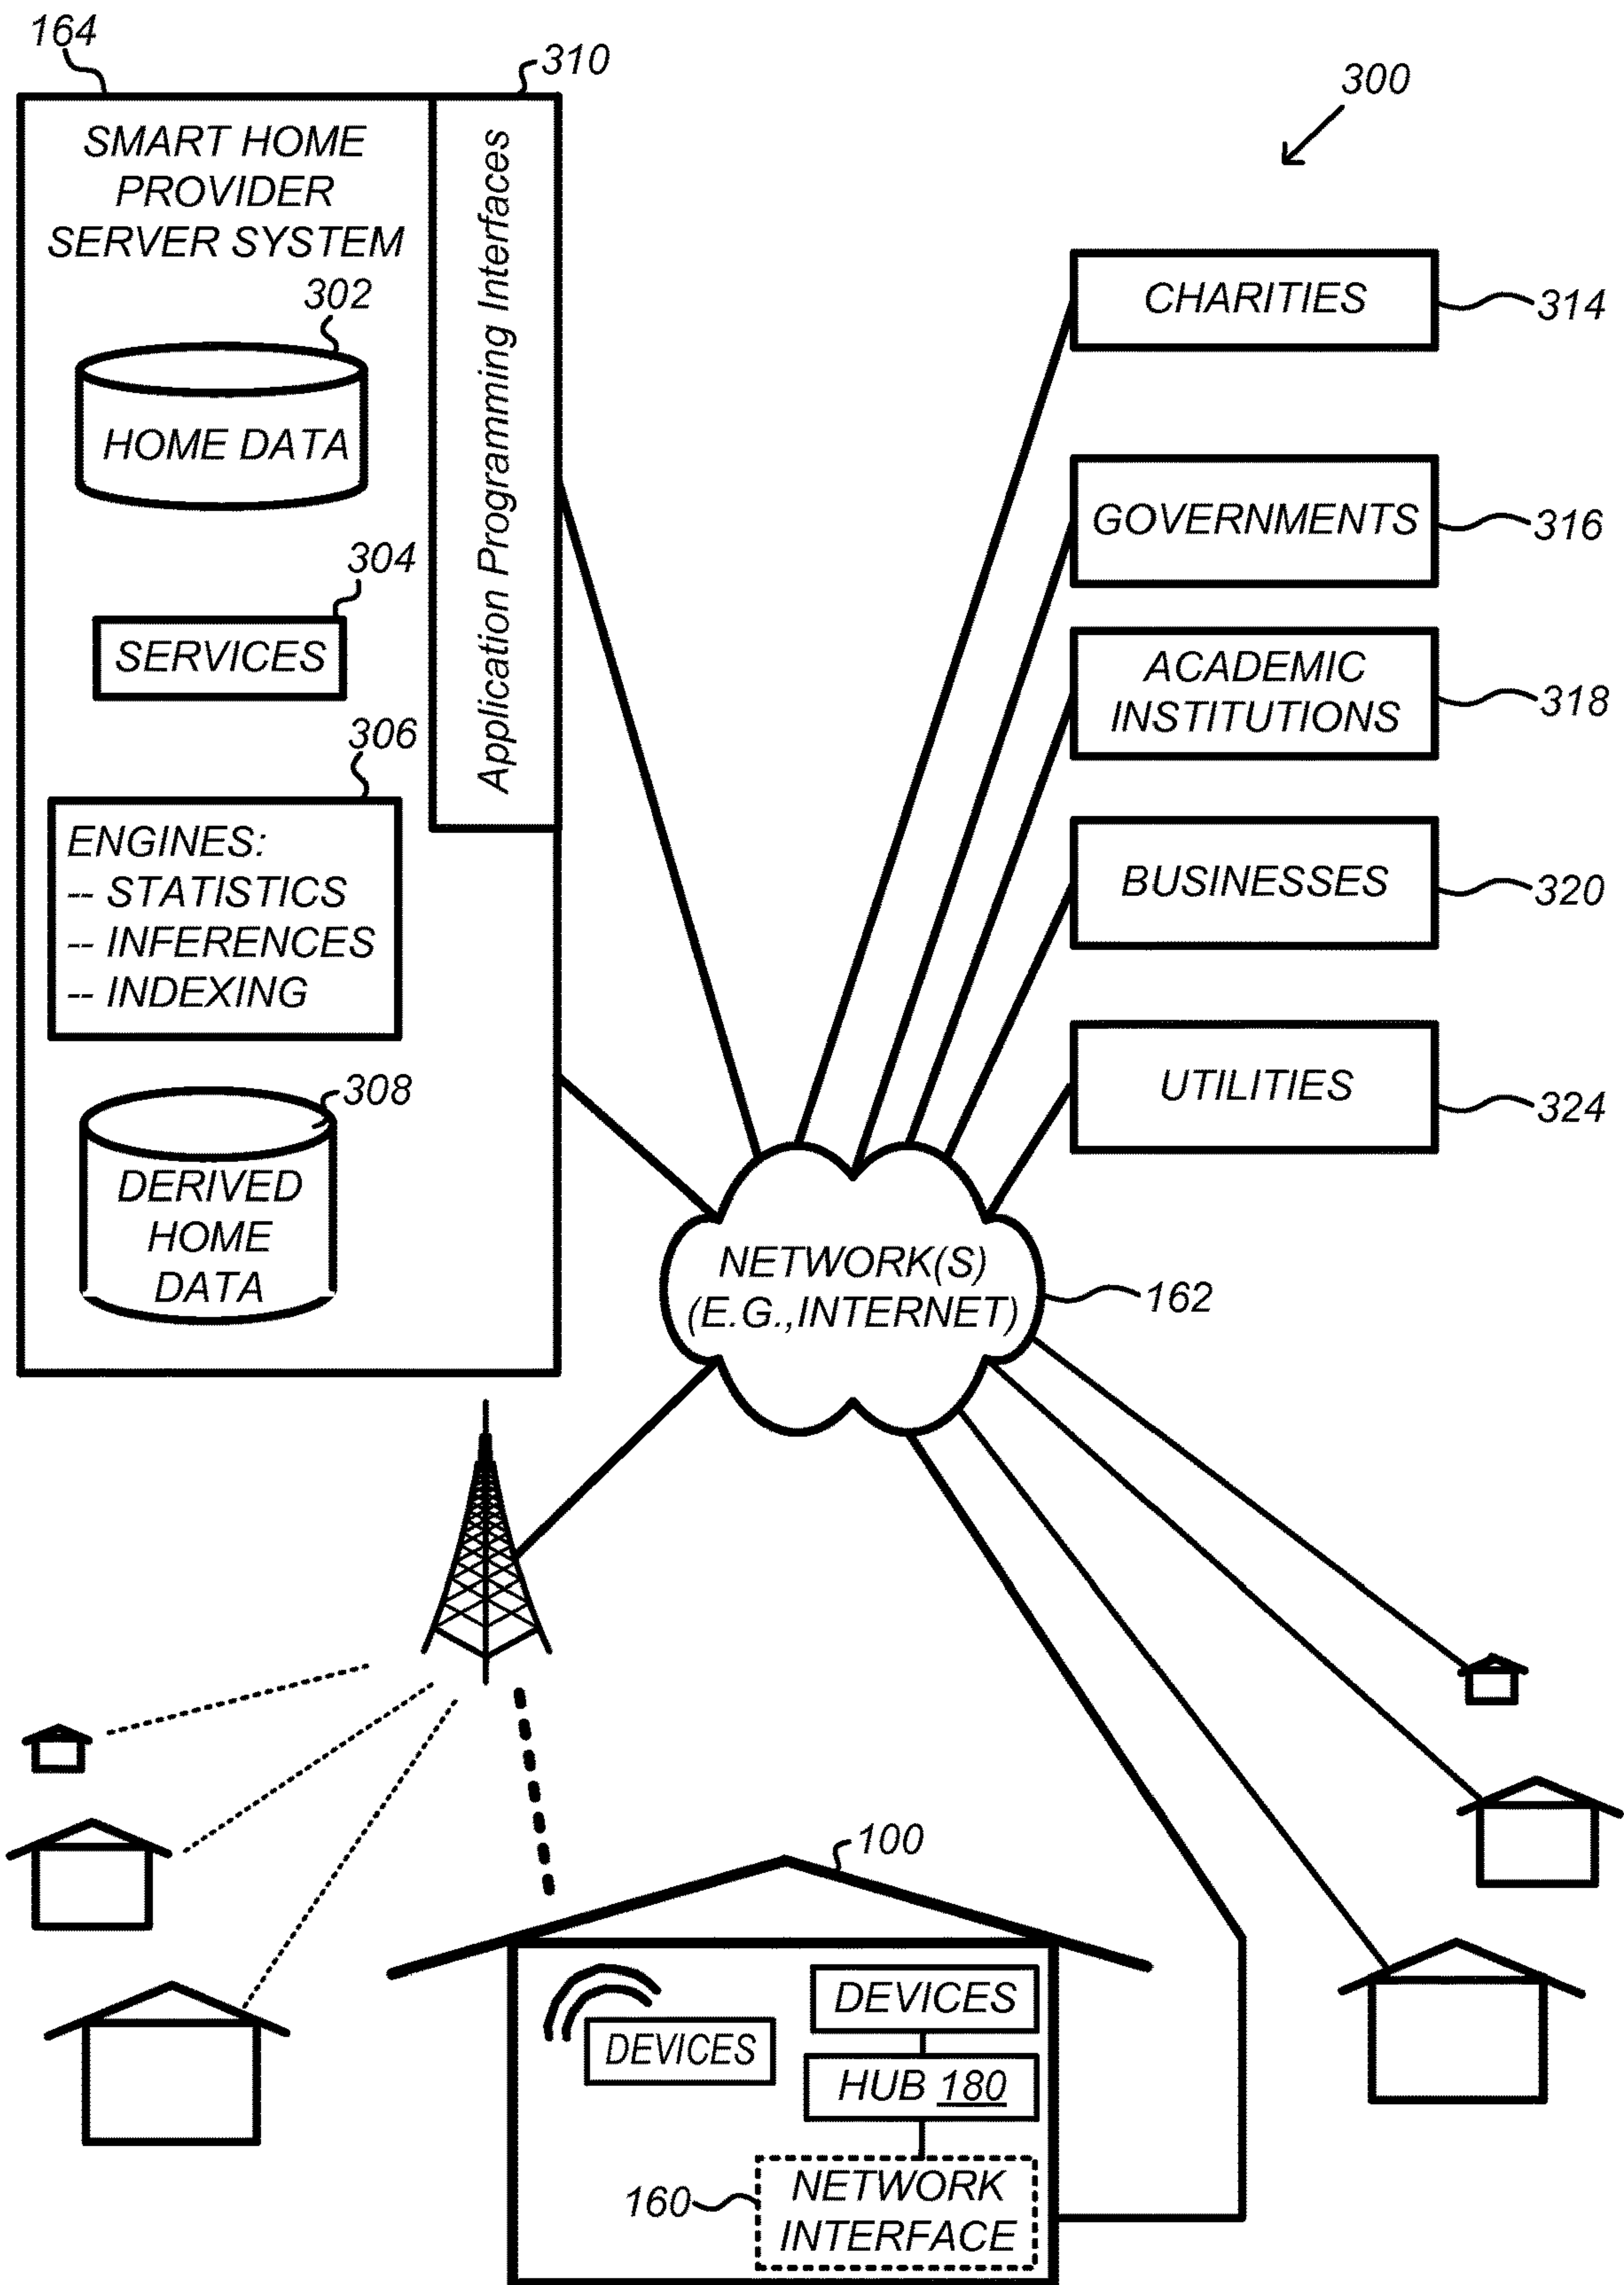 164
310
300
SMART HOME
PROVIDER
SERVER SYSTEM
Application Programming Interfaces
302
HOME DATA
304
SERVICES
306
ENGINES:
-- STATISTICS
-- INFERENCES
-- INDEXING
308
DERIVED
HOME
DATA
CHARITIES
314
GOVERNMENTS
316
ACADEMIC
INSTITUTIONS
318
BUSINESSES
320
UTILITIES
324
NETWORK(S)
(E.G.,INTERNET)
162
100
DEVICES
DEVICES
HUB 180
160
NETWORK
INTERFACE